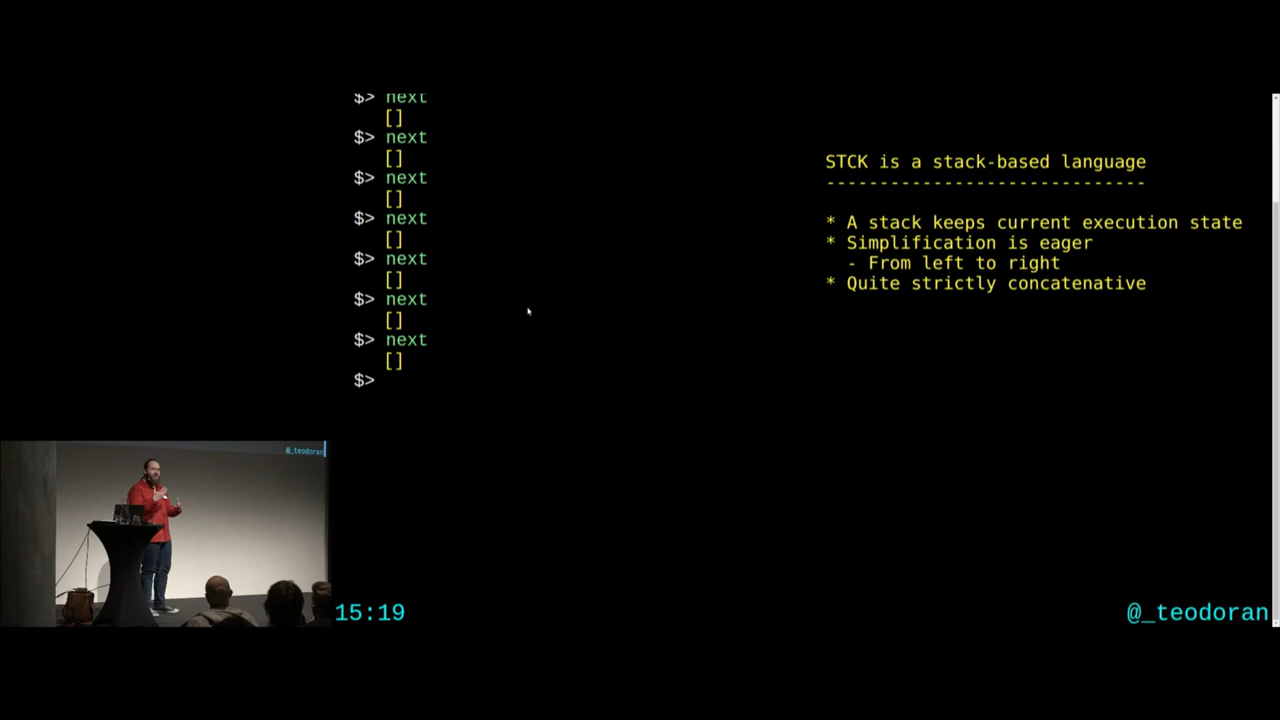 $> next
[]
$> next
[]
$> next
[]
$> next
[]
$> next
[]
$> next
[]
$> next
[]
$>
STCK is a stack-based language
------------------------------
* A stack keeps current execution state
* Simplification is eager
- From left to right
* Quite strictly concatenative
@_teodoran
15:19
@_teodoran